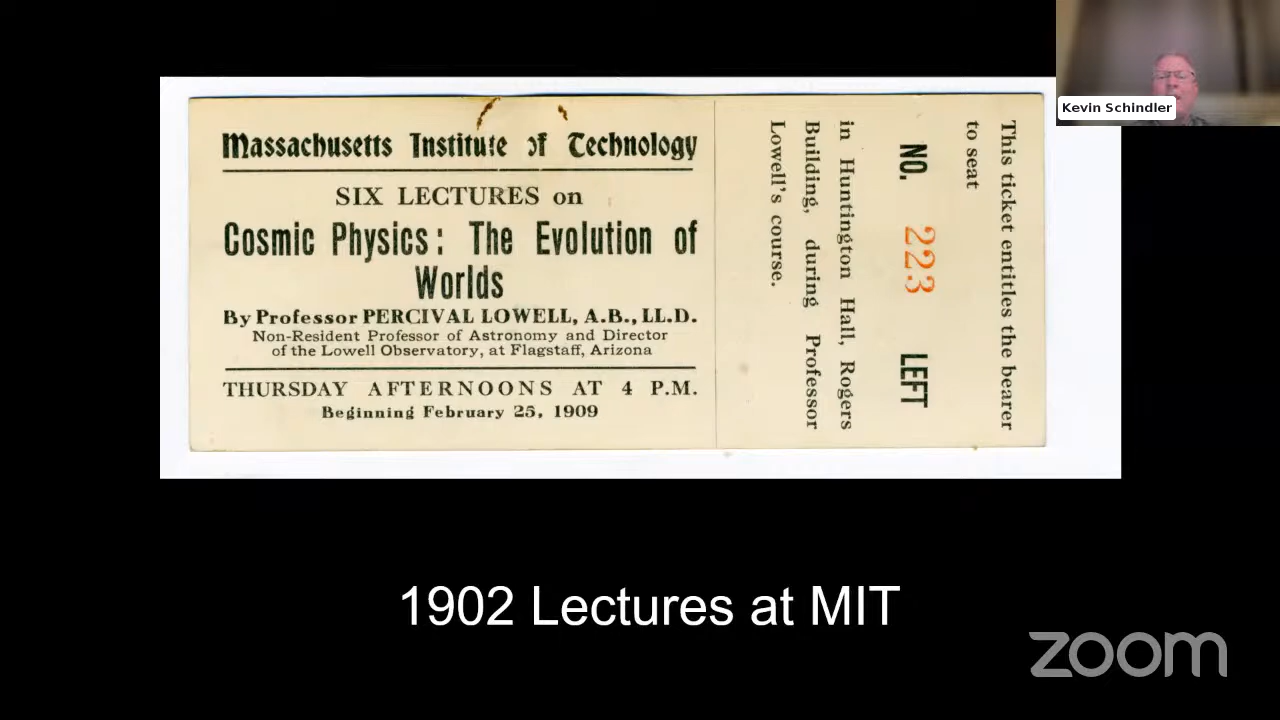 Kevin Schindler
Massachusetts Institute of Technology
SIX LECTURES on
Cosmic Physics: The Evolution of
Worlds
By Professor PERCIVAL LOWELL, A.B., LL.D.
Non-Resident Professor of Astronomy and Director
of the Lowell Observatory, at Flagstaff, Arizona
THURSDAY AFTERNOONS AT 4 P.M.
Beginning February 25, 1909
This ticket entitles the bearer
to seat
NO. 223 LEFT
in Huntington Hall, Rogers
Building, during Professor
Lowell's course.
1902 Lectures at MIT
zoom